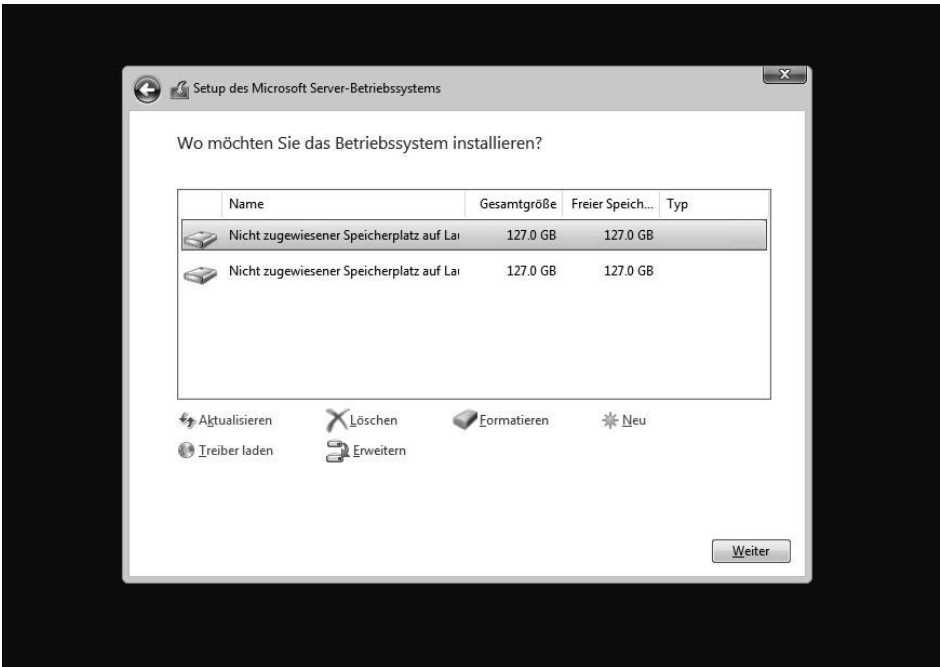 Setup des Microsoft Server-Betriebssystems
Wo möchten Sie das Betriebssystem installieren?
Name Gesamtgröße Freier Speich... Typ
Nicht zugewiesener Speicherplatz auf Lau 127.0 GB 127.0 GB
Nicht zugewiesener Speicherplatz auf Lau 127.0 GB 127.0 GB
Aktualisieren Löschen Formatieren Neu
Treiber laden Erweitern
Weiter